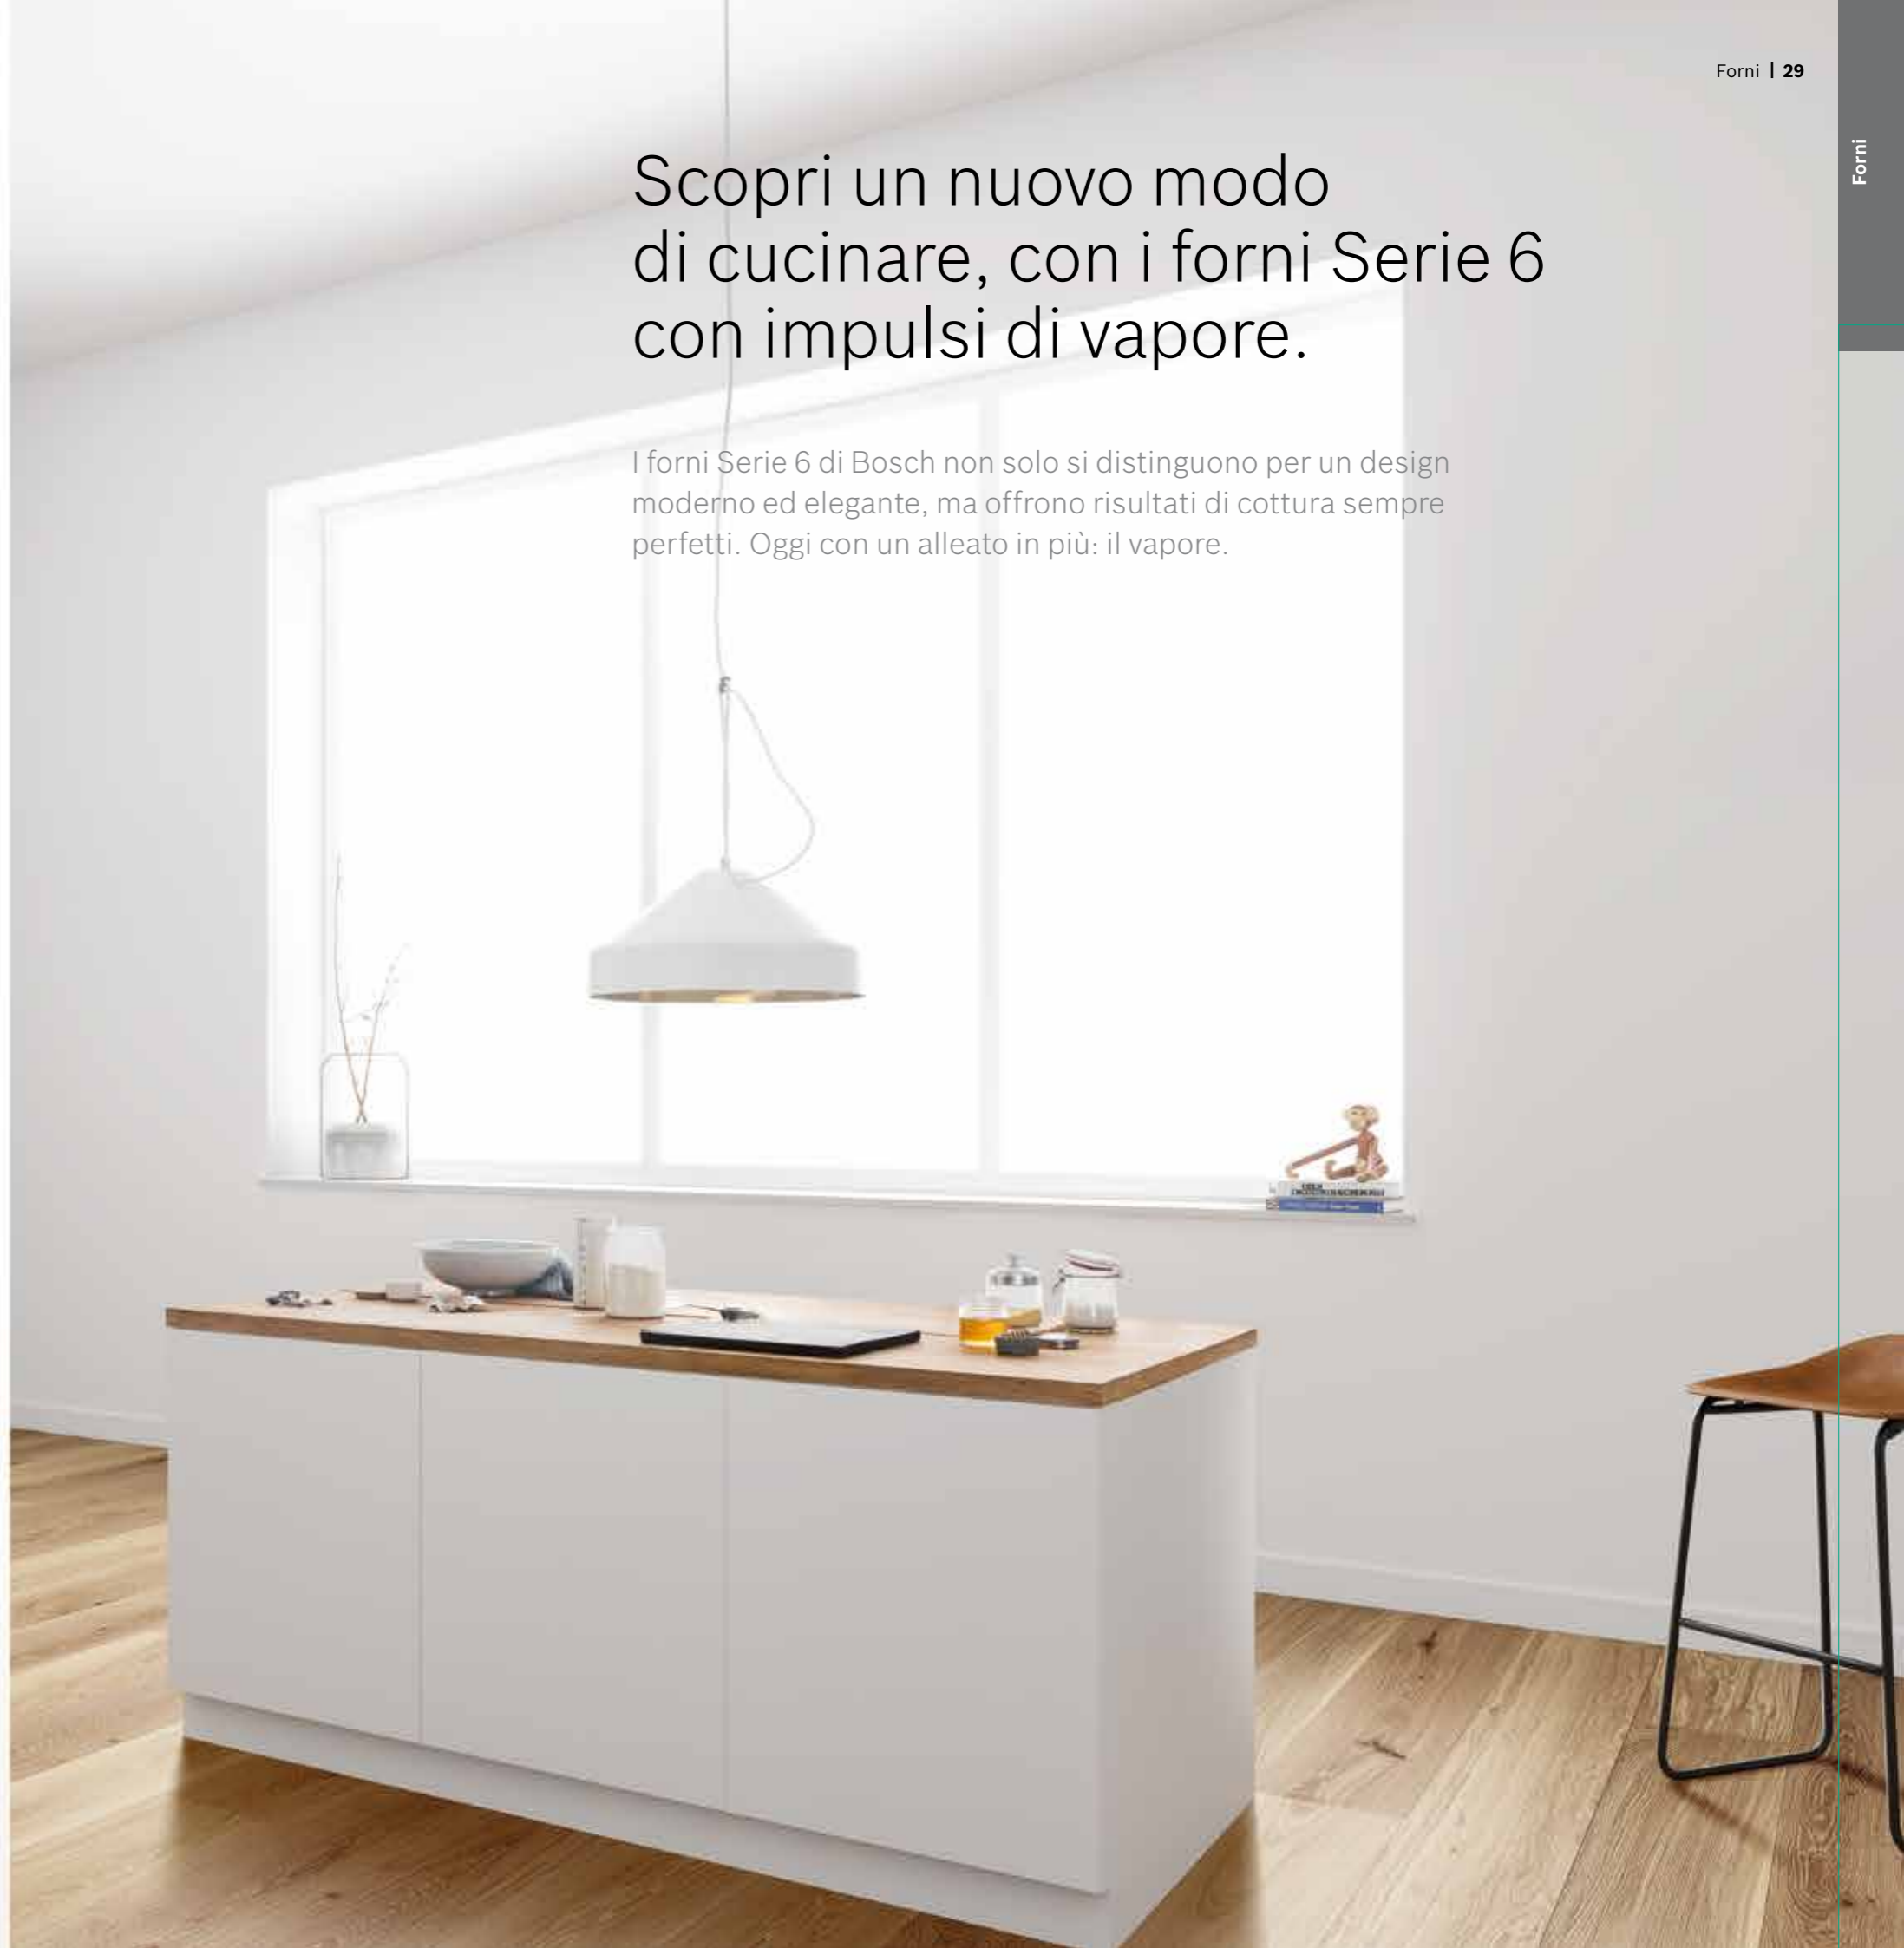 Forni | 29
Forni
Scopri un nuovo modo
di cucinare, con i forni Serie 6
con impulsi di vapore.
I forni Serie 6 di Bosch non solo si distinguono per un design
moderno ed elegante, ma offrono risultati di cottura sempre
perfetti. Oggi con un alleato in più: il vapore.